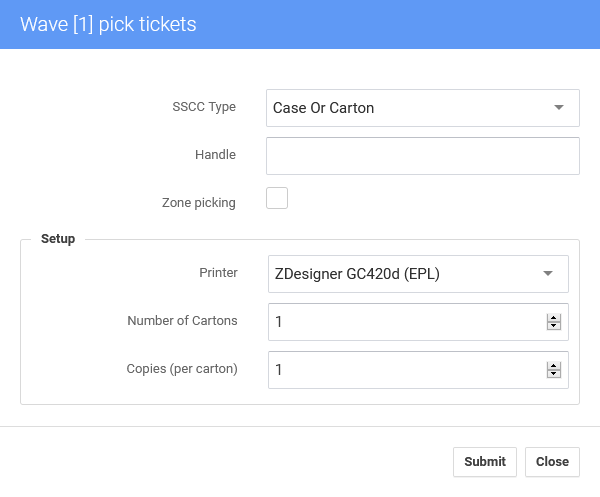 Wave [1] pick tickets
SSCC Type
Case Or Carton
Handle
Zone picking
Setup
Printer
ZDesigner GC420d (EPL)
Number of Cartons
1
Copies (per carton)
1
Submit
Close